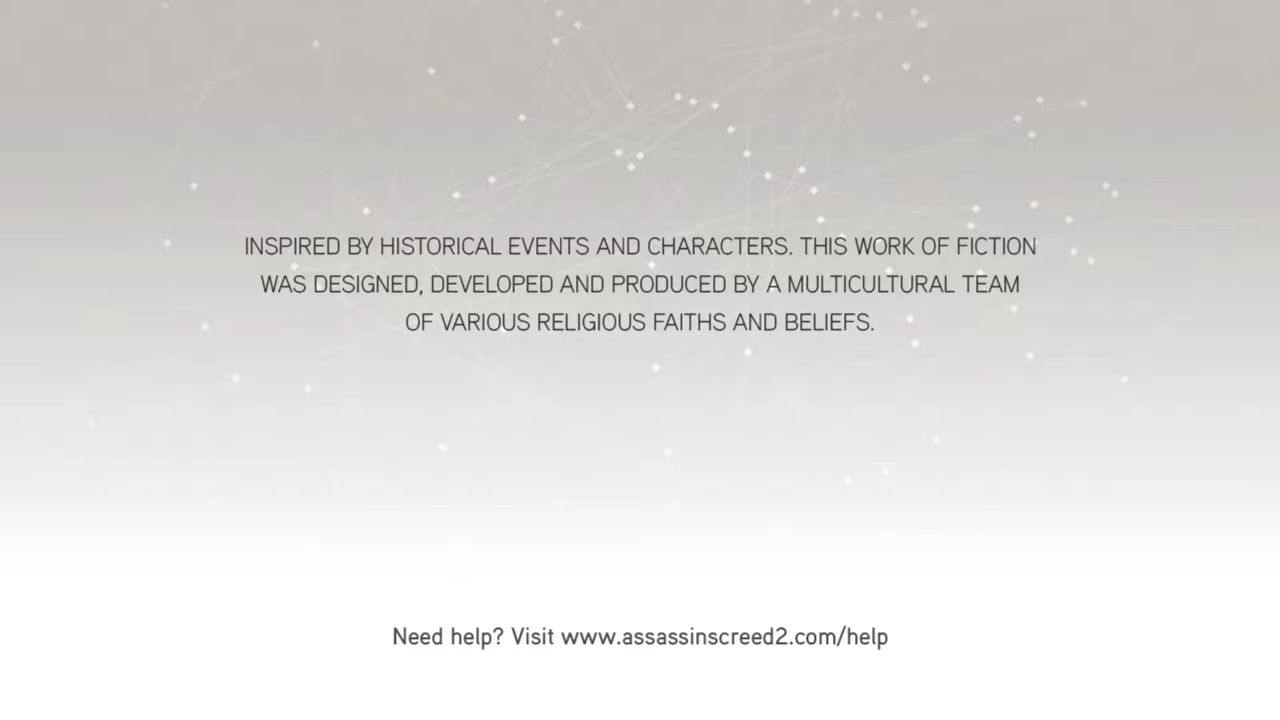 INSPIRED BY HISTORICAL EVENTS AND CHARACTERS. THIS WORK OF FICTION
WAS DESIGNED, DEVELOPED AND PRODUCED BY A MULTICULTURAL TEAM
OF VARIOUS RELIGIOUS FAITHS AND BELIEFS.
Need help? Visit www.assassinscreed2.com/help